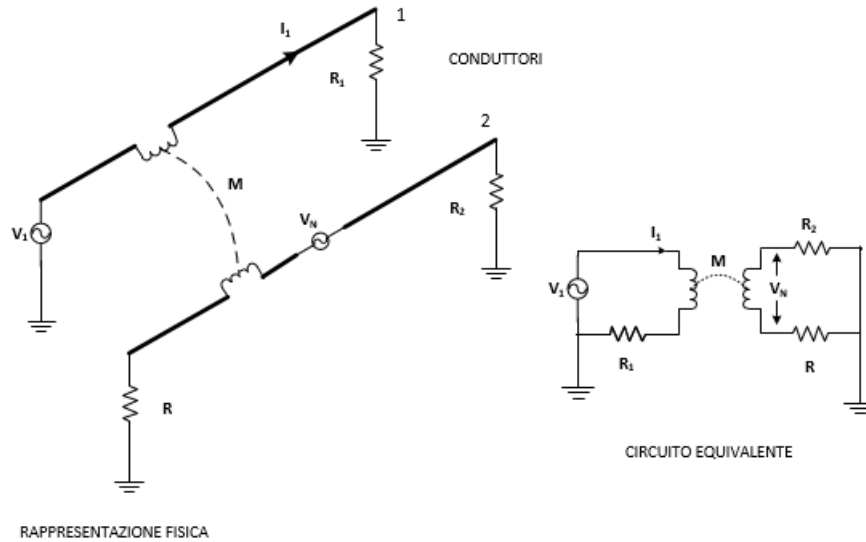 1
I1
R1
CONDUTTORI
2
M
VN
V1
R2
R
RAPPRESENTAZIONE FISICA
I1
M
R2
V1
VN
R1
R
CIRCUITO EQUIVALENTE